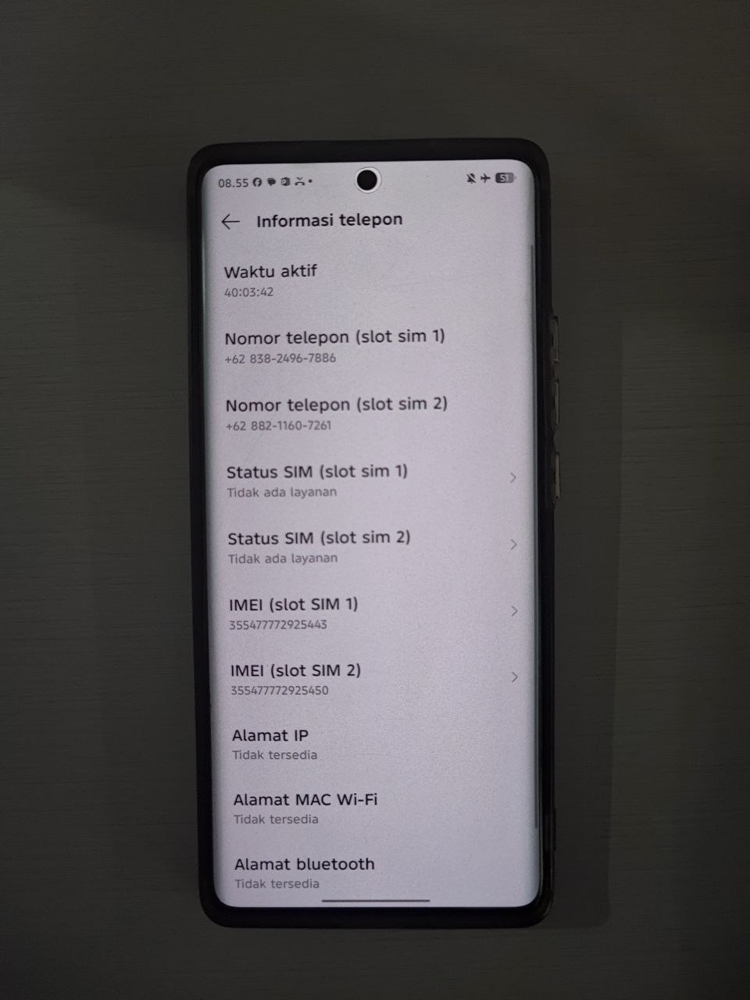 08.55
51
Informasi telepon
Waktu aktif
40:03:42
Nomor telepon (slot sim 1)
+62 838-2496-7886
Nomor telepon (slot sim 2)
+62 882-1160-7261
Status SIM (slot sim 1)
Tidak ada layanan
Status SIM (slot sim 2)
Tidak ada layanan
IMEI (slot SIM 1)
355477772925443
IMEI (slot SIM 2)
355477772925450
Alamat IP
Tidak tersedia
Alamat MAC Wi-Fi
Tidak tersedia
Alamat bluetooth
Tidak tersedia